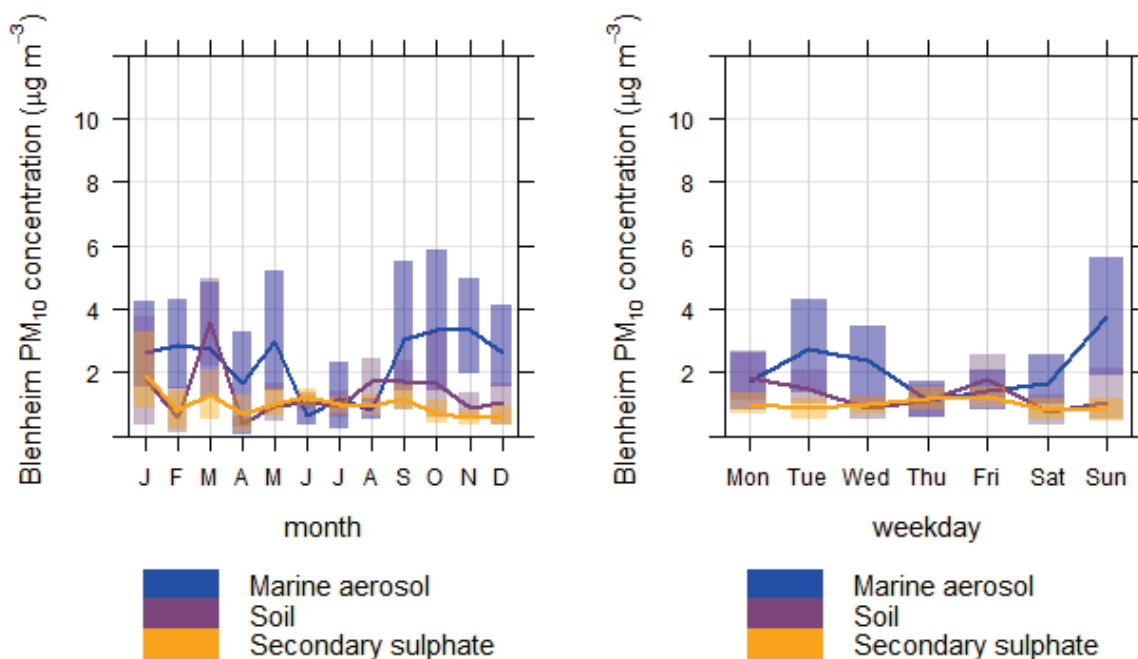 Blenheim PM10 concentration (μg m⁻³)
10
8
6
4
2
J F M A M J J A S O N D
month
Marine aerosol
Soil
Secondary sulphate
Blenheim PM10 concentration (μg m⁻³)
10
8
6
4
2
Mon Tue Wed Thu Fri Sat Sun
weekday
Marine aerosol
Soil
Secondary sulphate